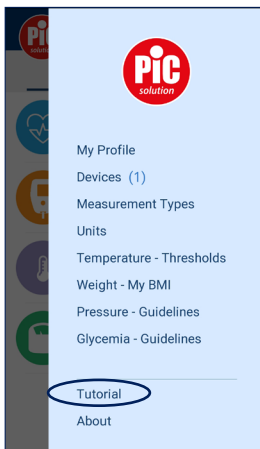 PiC
solution
My Profile
Devices (1)
Measurement Types
Units
Temperature - Thresholds
Weight - My BMI
Pressure - Guidelines
Glycemia - Guidelines
Tutorial
About